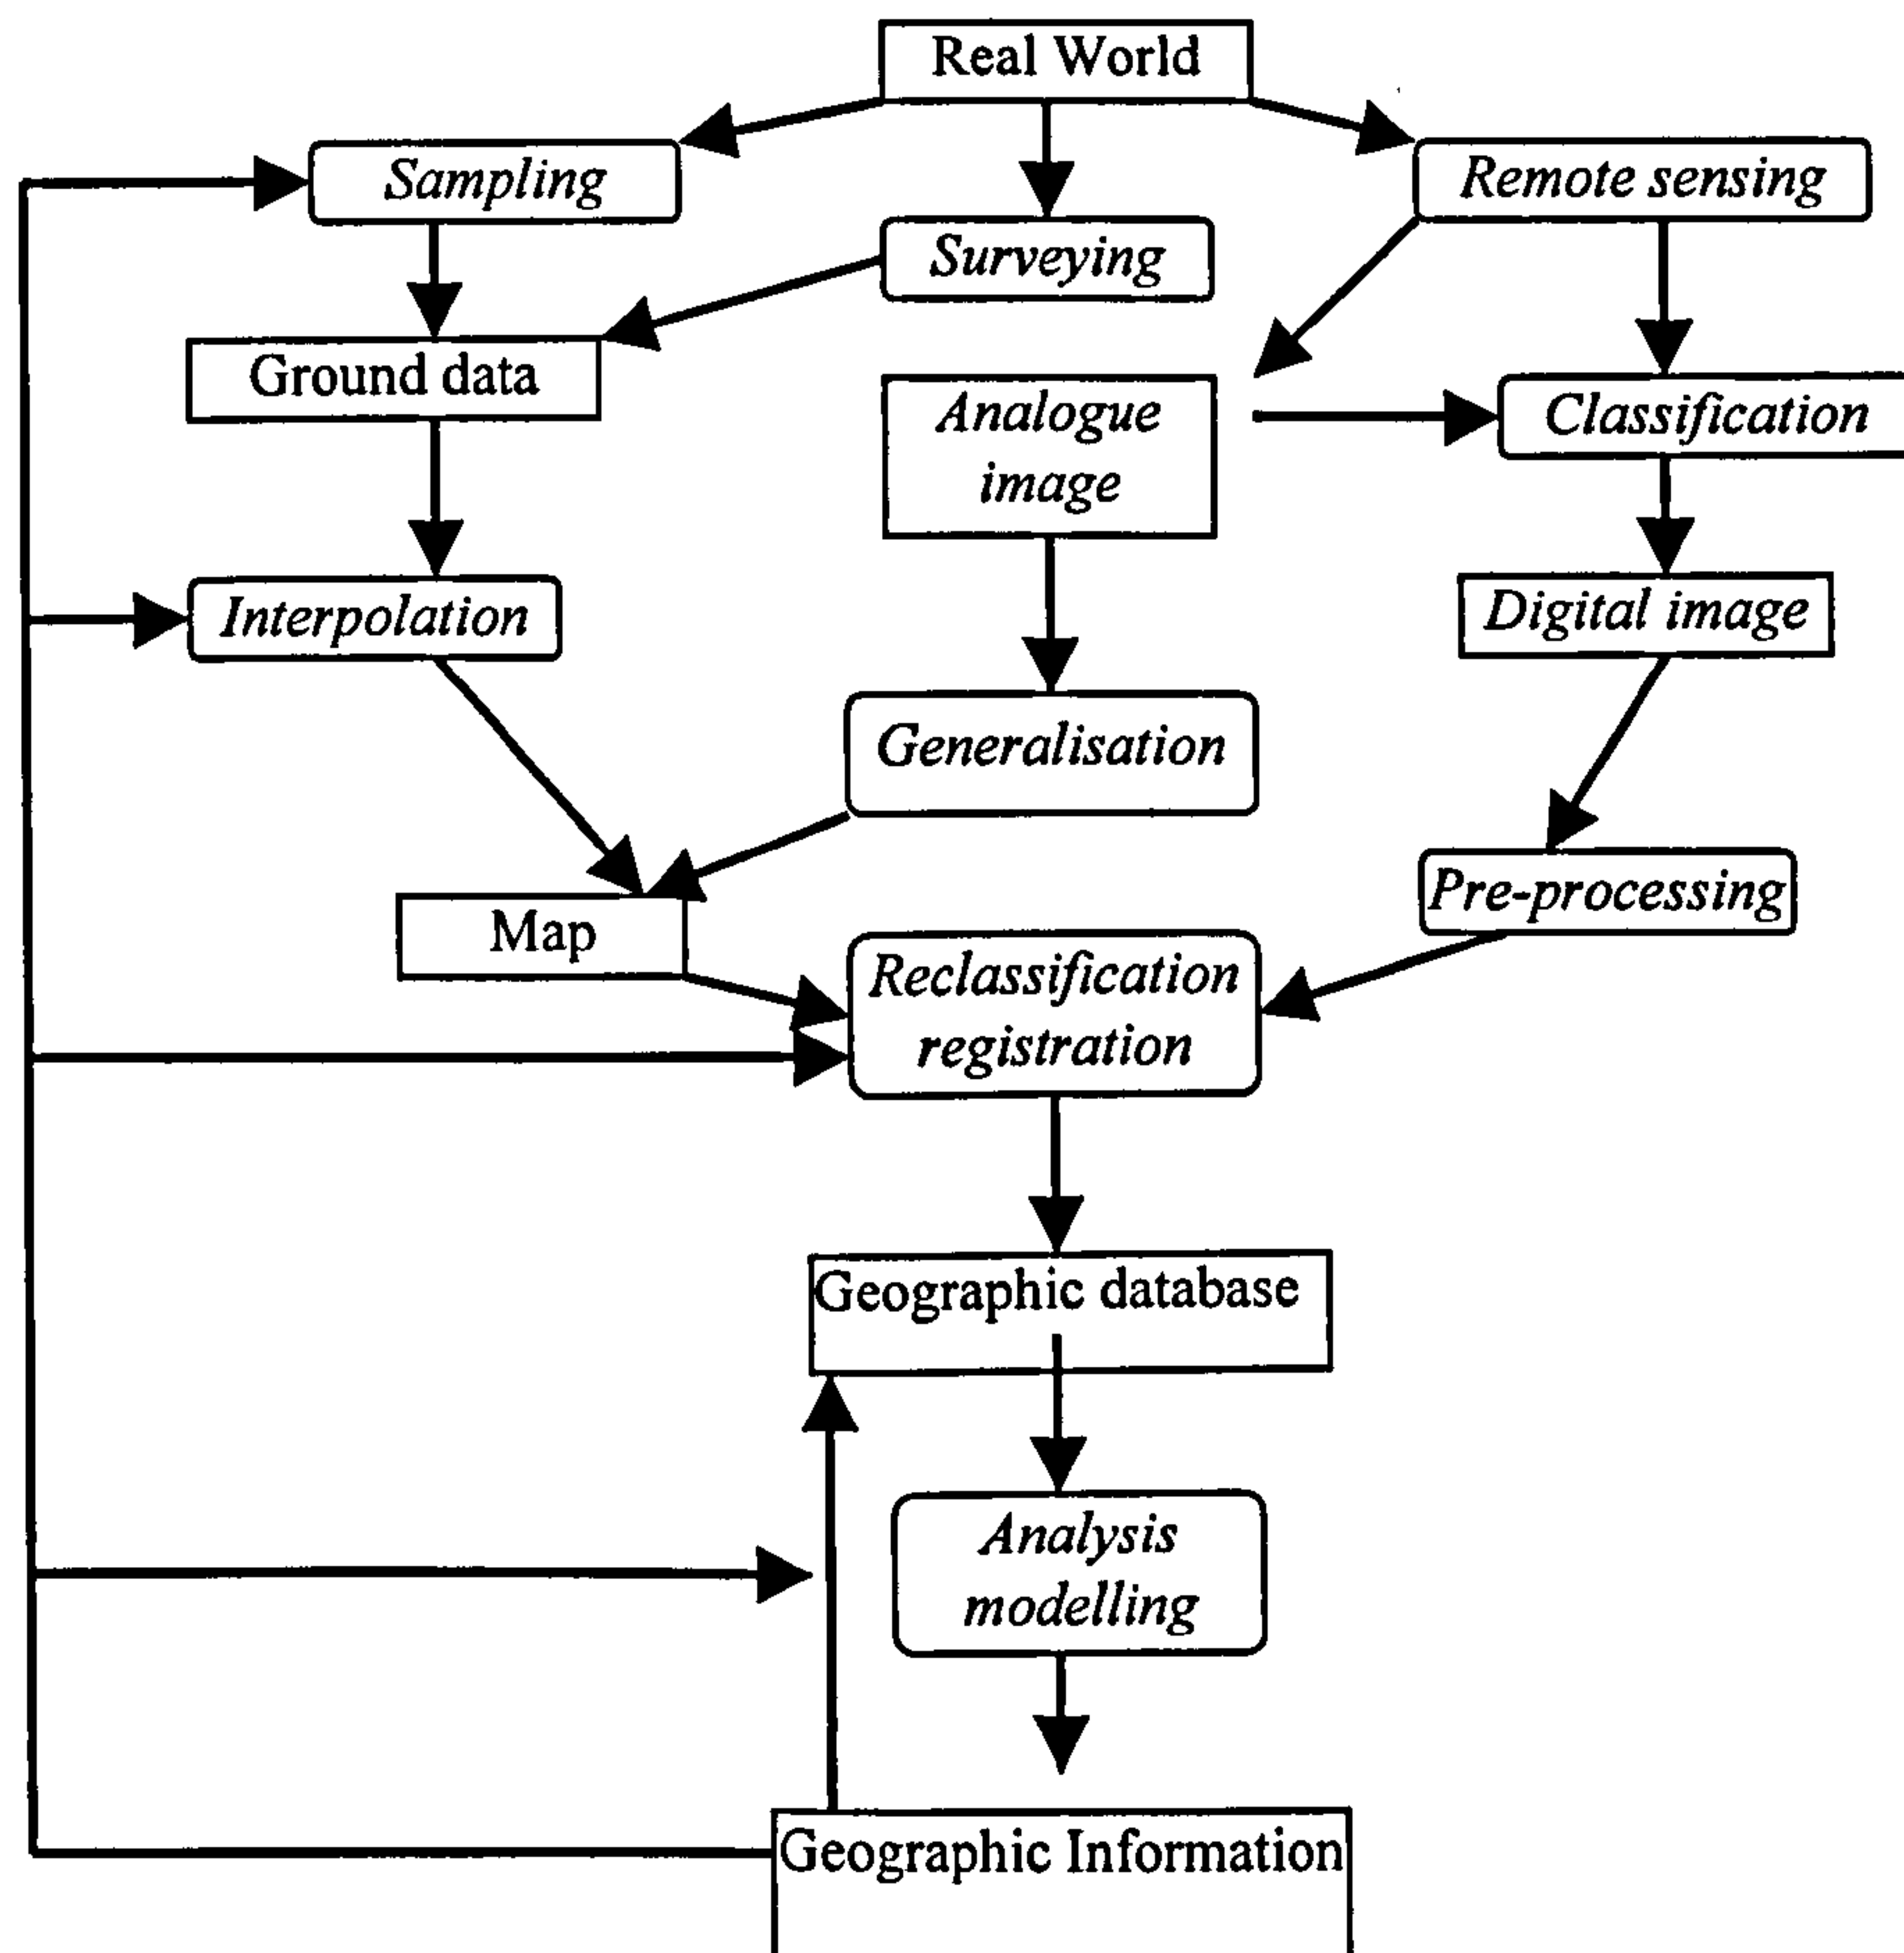 Real World
Sampling
Remote sensing
Surveying
Ground data
Analogue
image
Classification
Interpolation
Digital image
Generalisation
Map
Pre-processing
Reclassification
registration
Geographic database
Analysis
modelling
Geographic Information